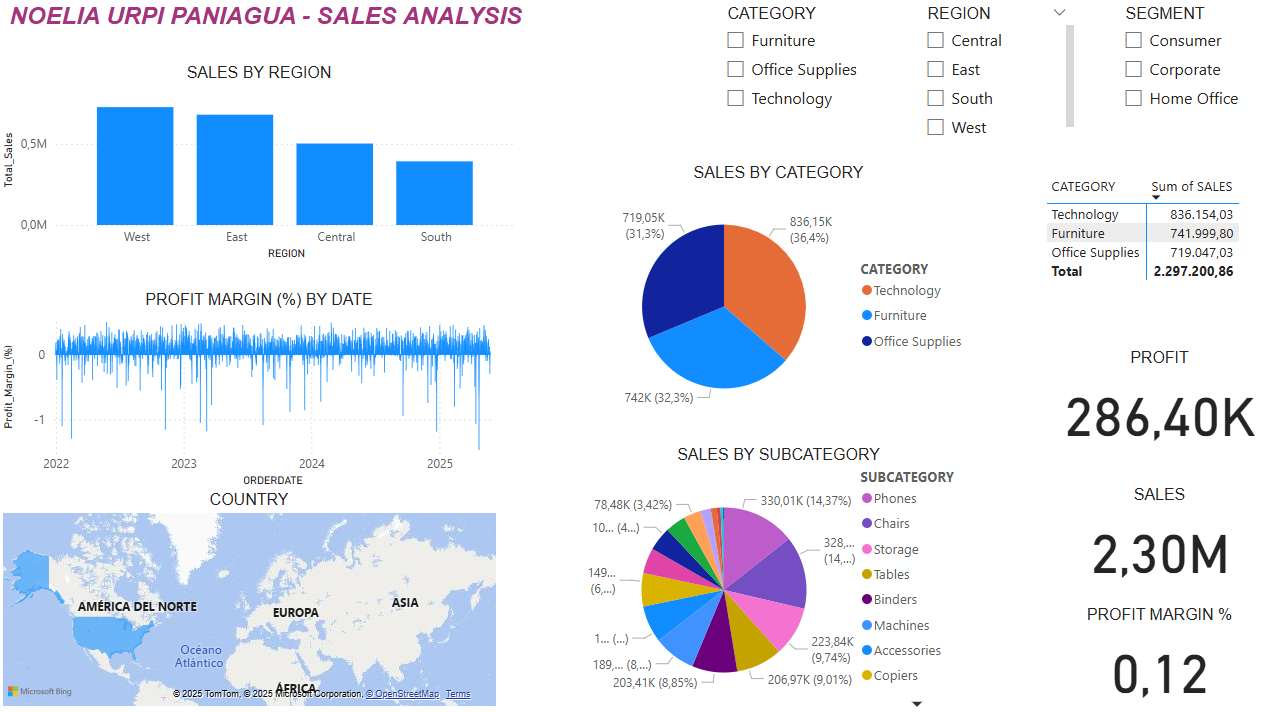 NOELIA URPI PANIAGUA - SALES ANALYSIS
CATEGORY
Furniture
Office Supplies
Technology
REGION
Central
East
South
West
SEGMENT
Consumer
Corporate
Home Office
SALES BY REGION
Total_Sales
0,5M
0,0M
West
East
Central
South
REGION
PROFIT MARGIN (%) BY DATE
Profit_Margin_(%)
0
-1
2022
2023
2024
2025
ORDERDATE
COUNTRY
AMÉRICA DEL NORTE
EUROPA
ASIA
Océano
Atlántico
ÁFRICA
Microsoft Bing
© 2025 TomTom, © 2025 Microsoft Corporation, © OpenStreetMap Terms
SALES BY CATEGORY
719,05K
(31,3%)
836,15K
(36,4%)
742K (32,3%)
CATEGORY
Technology
Furniture
Office Supplies
SALES BY SUBCATEGORY
78,48K (3,42%)
10... (4...)
149...
(6,...)
1... (...)
189,... (8,...)
203,41K (8,85%)
330,01K (14,37%)
328,...
(14,...)
223,84K
(9,74%)
206,97K (9,01%)
SUBCATEGORY
Phones
Chairs
Storage
Tables
Binders
Machines
Accessories
Copiers
CATEGORY Sum of SALES
Technology 836.154,03
Furniture 741.999,80
Office Supplies 719.047,03
Total 2.297.200,86
PROFIT
286,40K
SALES
2,30M
PROFIT MARGIN %
0,12